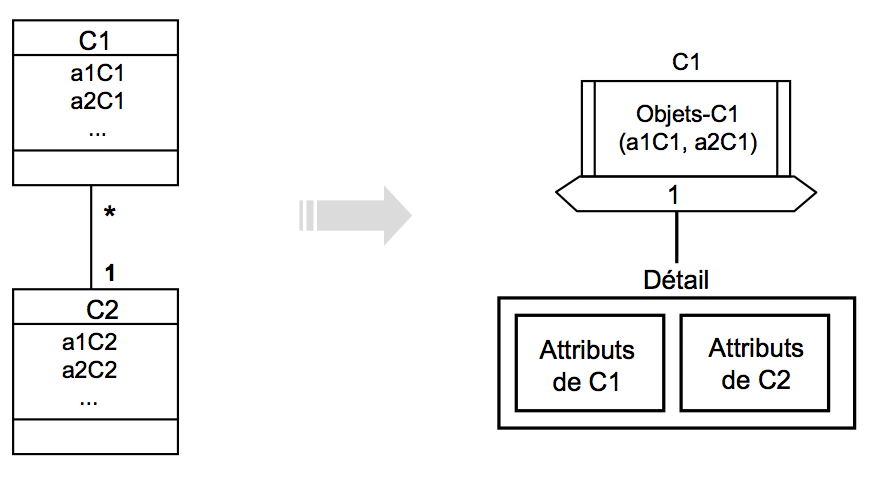 C1
a1C1
a2C1
...
*
1
C2
a1C2
a2C2
...
C1
Objets-C1
(a1C1, a2C1)
1
Détail
Attributs
de C1
Attributs
de C2